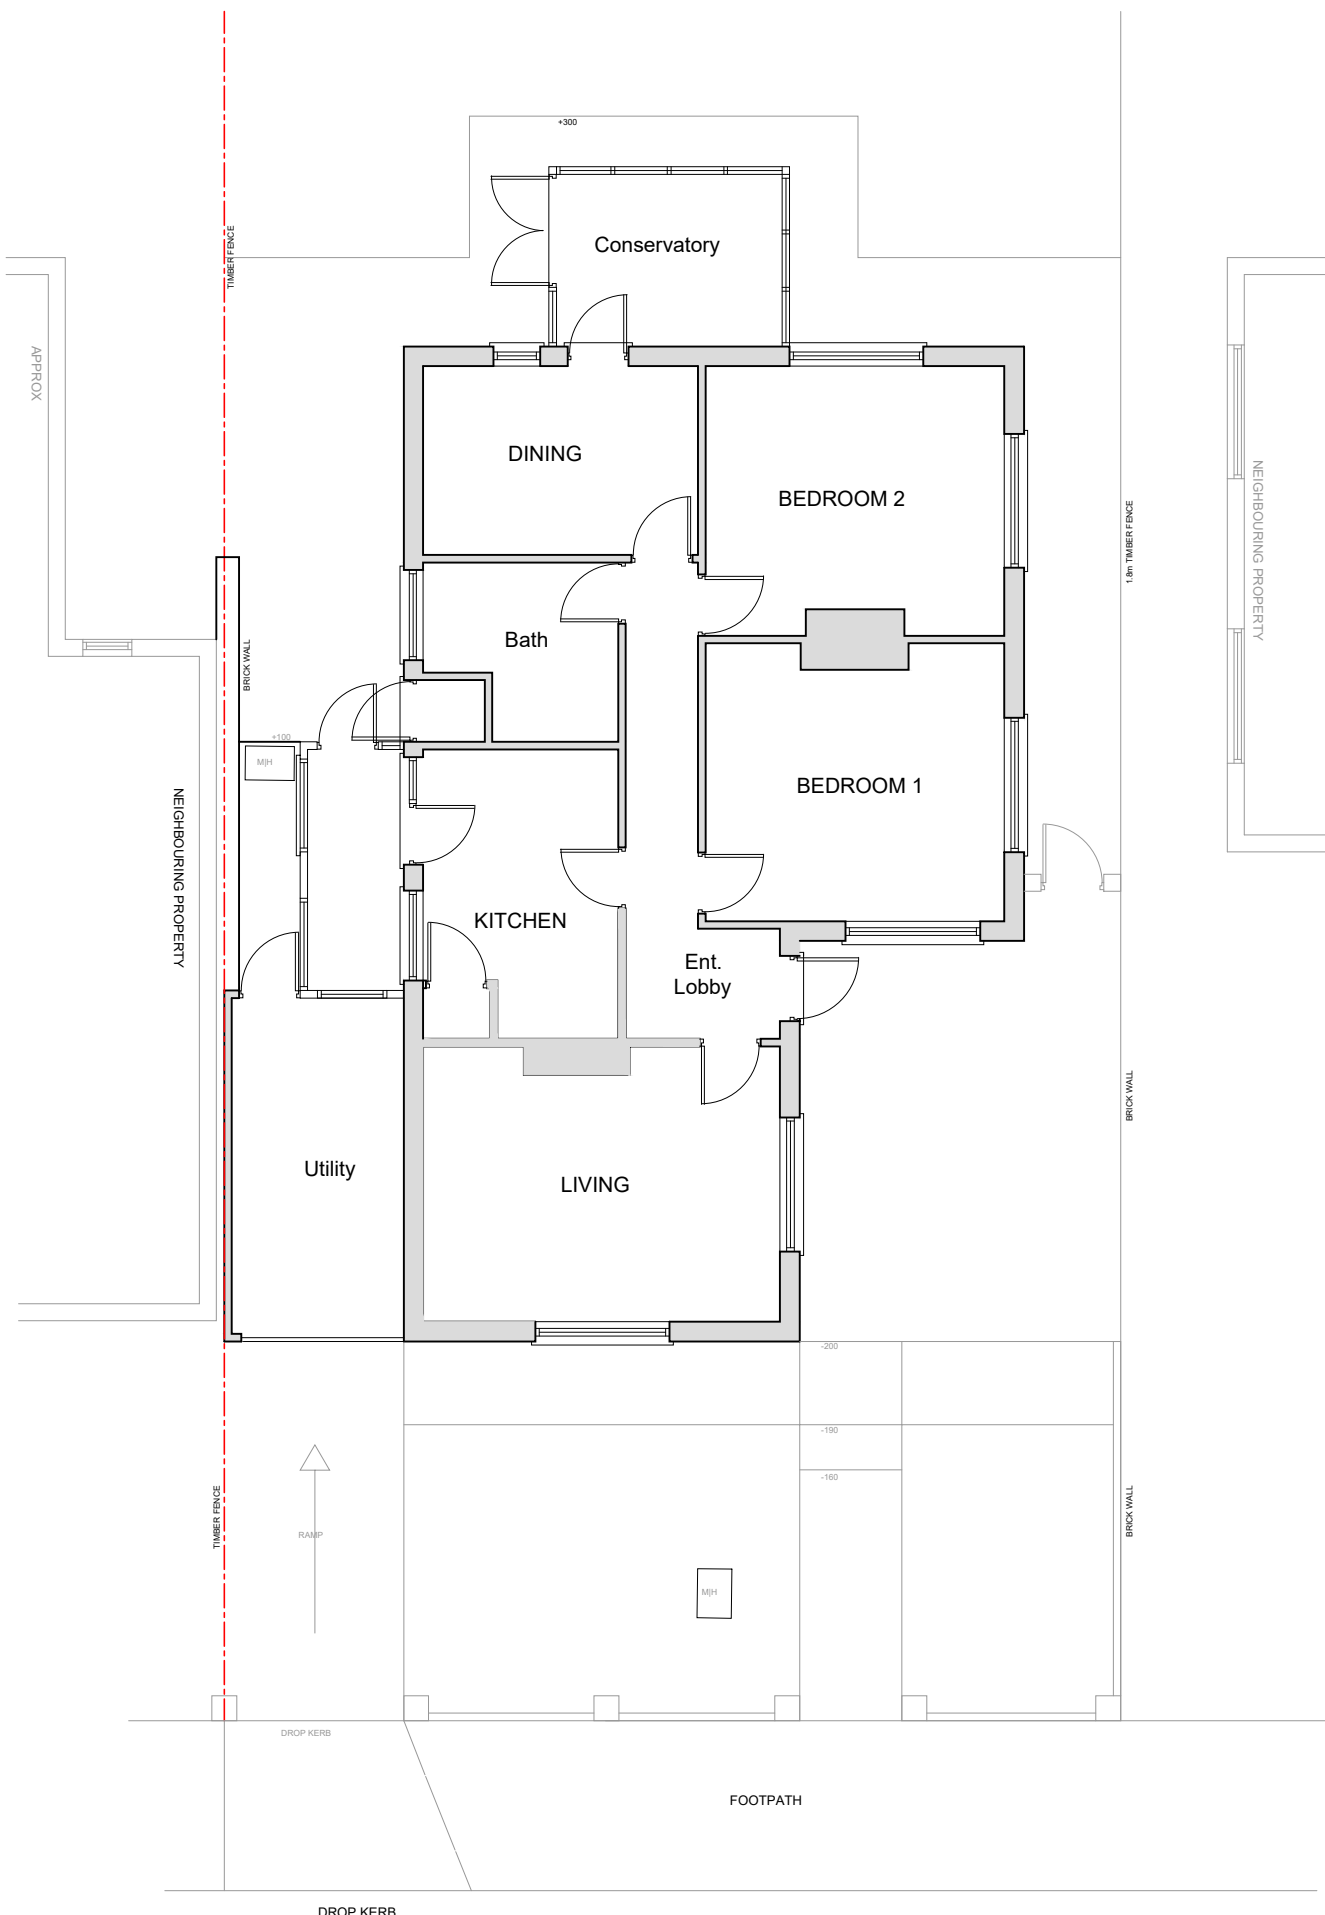 +300
TIMBER FENCE
Conservatory
APPROX
DINING
BEDROOM 2
NEIGHBOURING PROPERTY
1.8m TIMBER FENCE
Bath
BRICK WALL
+100
M|H
NEIGHBOURING PROPERTY
BEDROOM 1
KITCHEN
Ent.
Lobby
BRICK WALL
Utility
LIVING
-200
-190
-160
TIMBER FENCE
RAMP
BRICK WALL
M|H
DROP KERB
FOOTPATH
DROP KERB